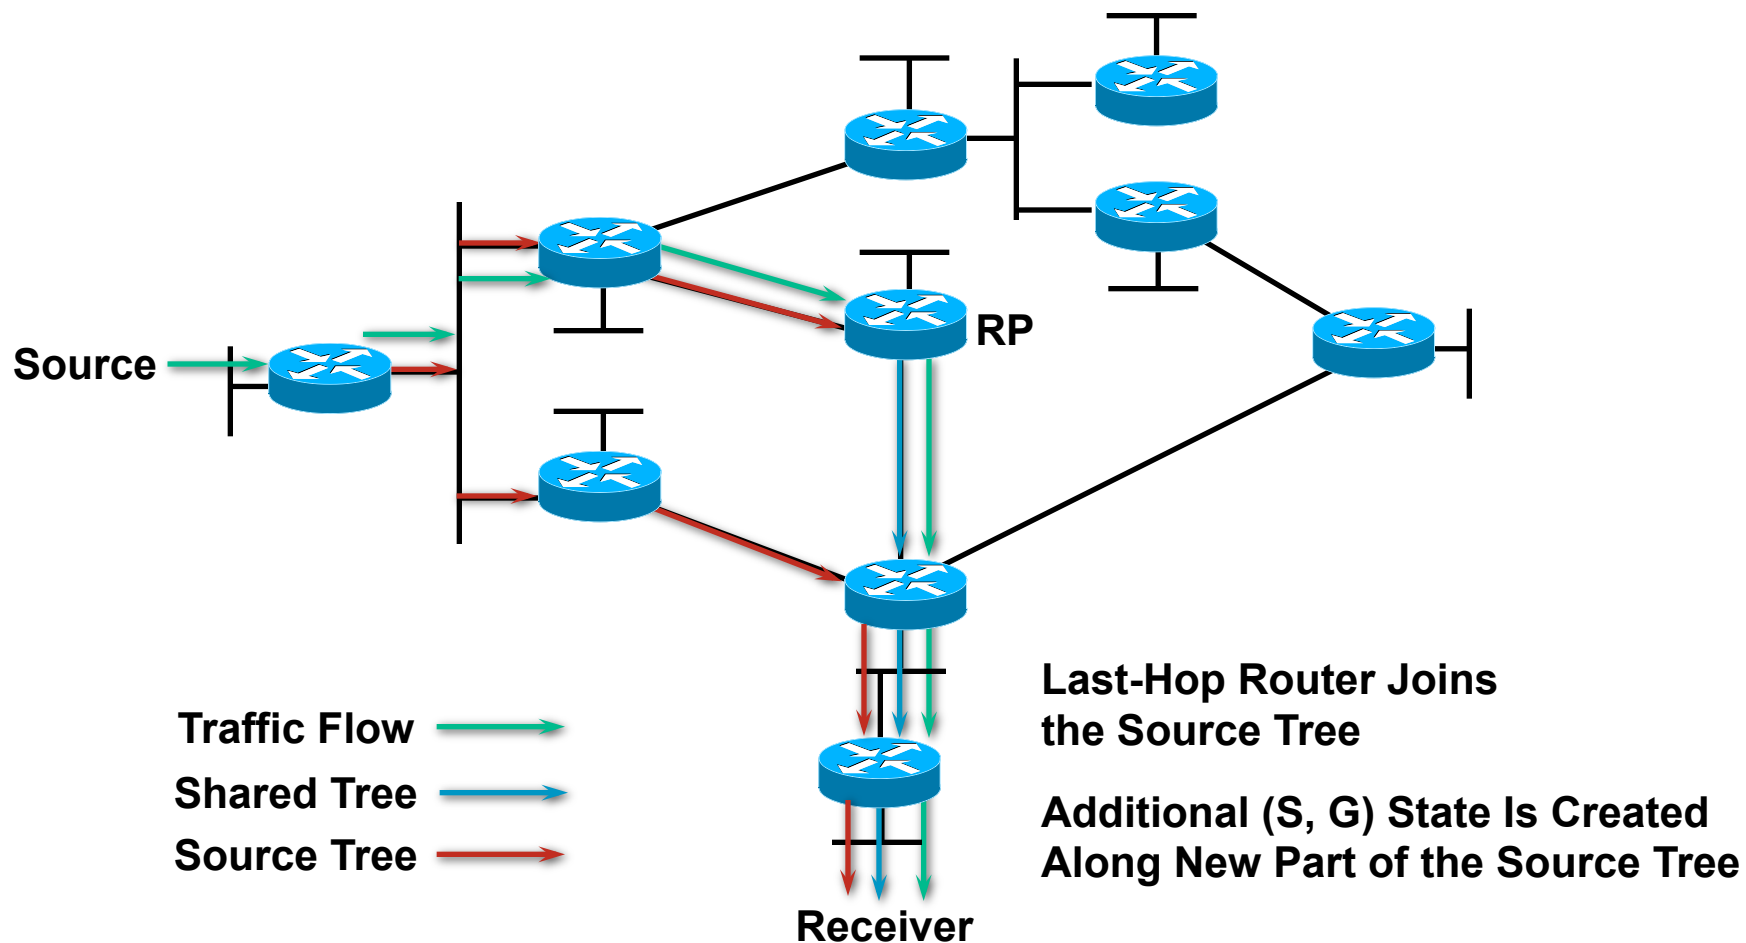 RP
Source
Last-Hop Router Joins
the Source Tree
Traffic Flow
Shared Tree
Source Tree
Additional (S, G) State Is Created
Along New Part of the Source Tree
Receiver